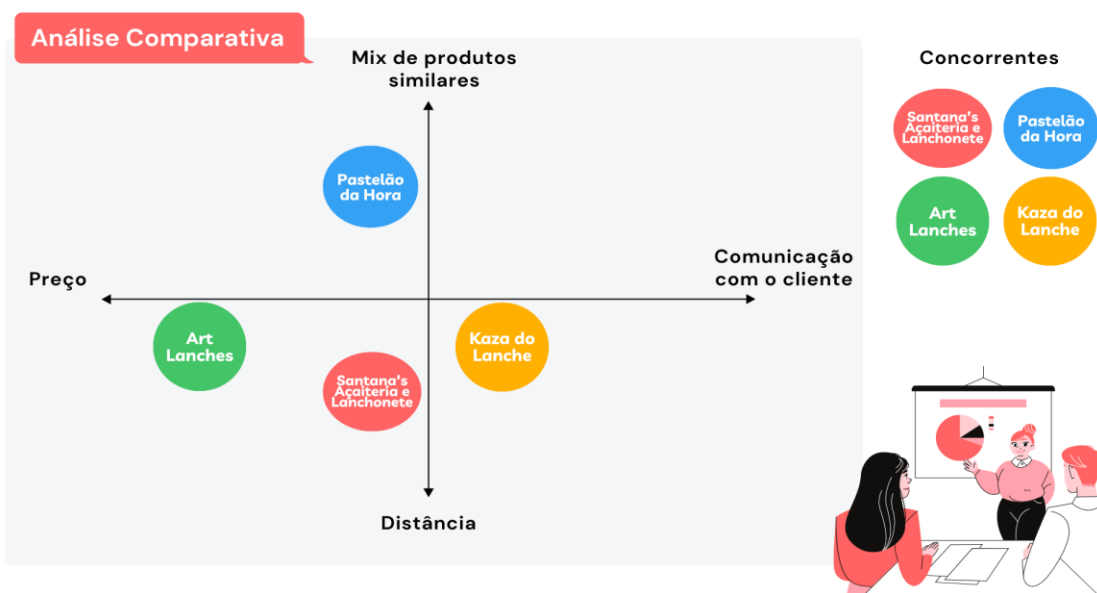 Análise Comparativa
Mix de produtos
similares
Concorrentes
Santana's
Açaiteria e
Lanchonete
Pastelão
da Hora
Art
Lanches
Kaza do
Lanche
Pastelão
da Hora
Preço
Comunicação
com o cliente
Art
Lanches
Kaza do
Lanche
Santana's
Açaiteria e
Lanchonete
Distância